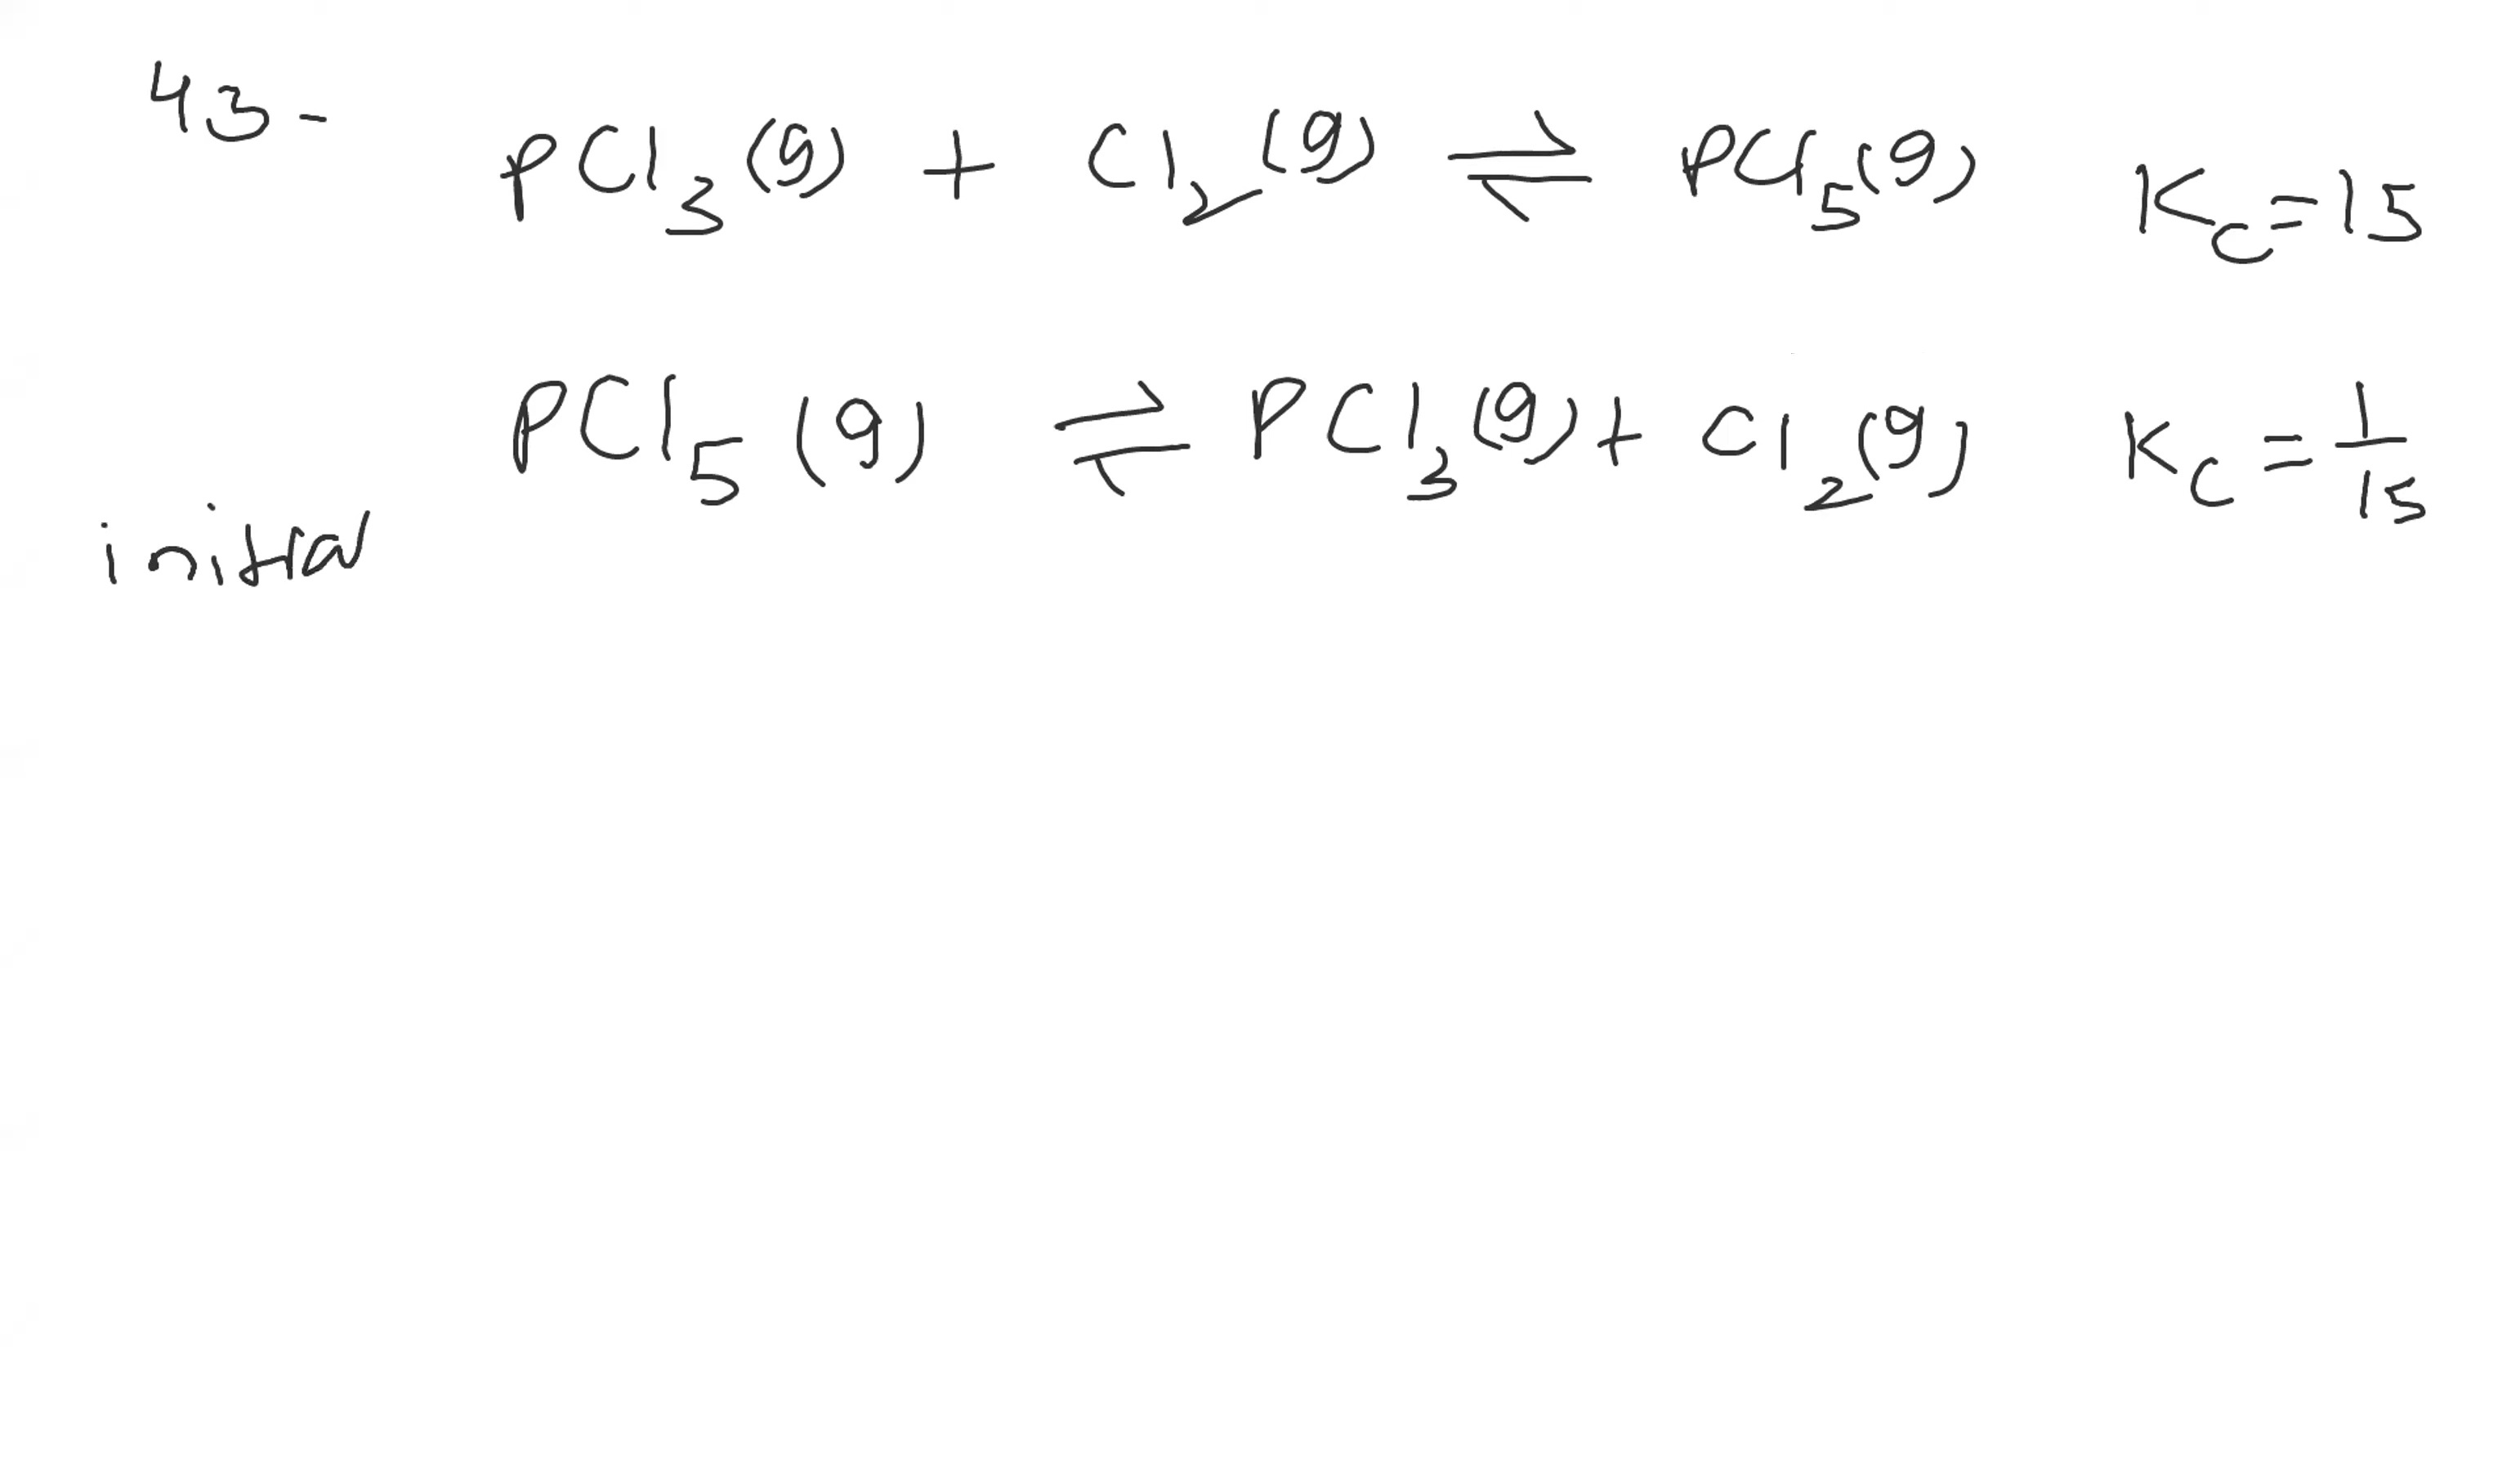 43-
PCl₃(g) + Cl₂(g) ⇌ PCl₅(g) Kc=15
PCl₅(g) ⇌ PCl₃(g) + Cl₂(g) Kc = 1/15
initial